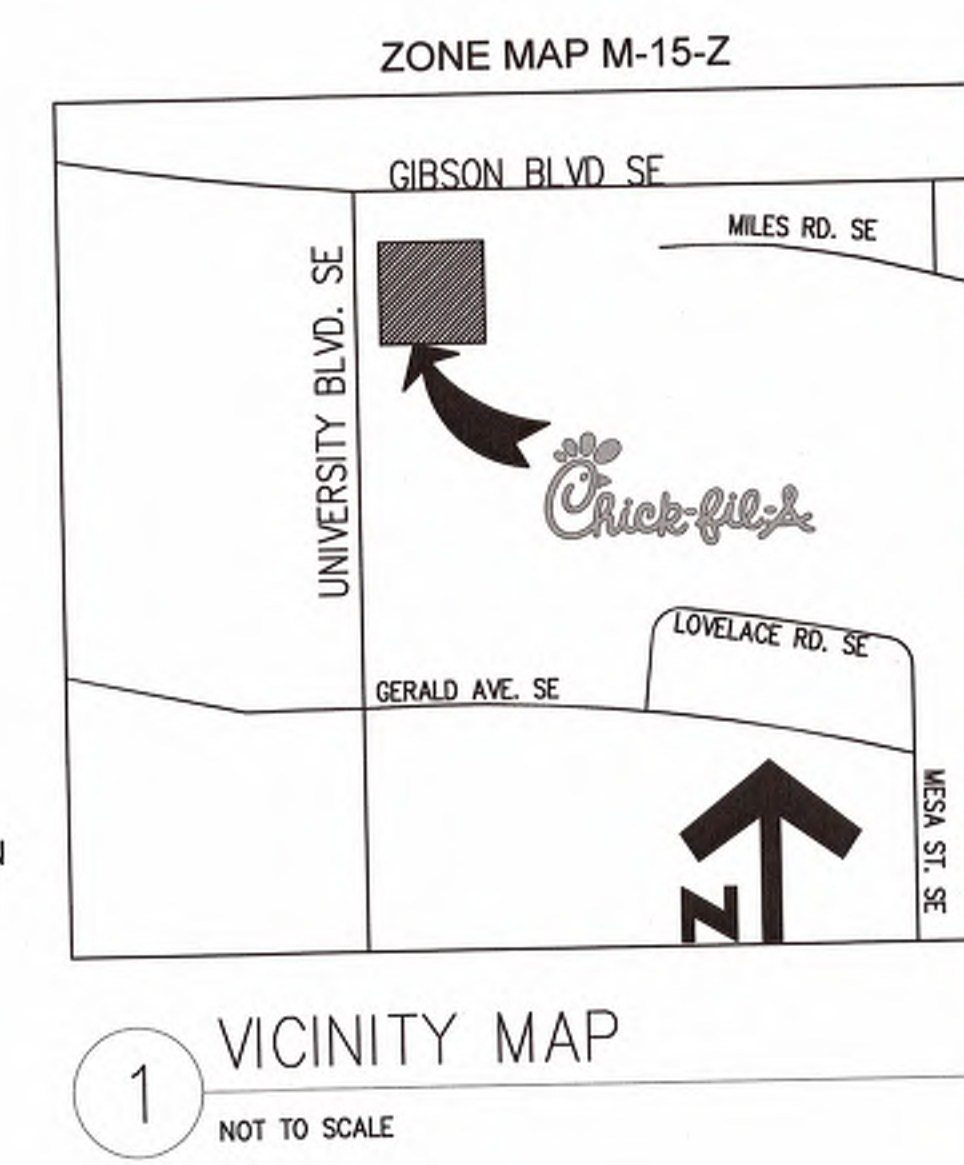 ZONE MAP M-15-Z
GIBSON BLVD SE
MILES RD. SE
UNIVERSITY BLVD. SE
Chick-fil-A
LOVELACE RD. SE
GERALD AVE. SE
MESA ST. SE
N
1
VICINITY MAP
NOT TO SCALE